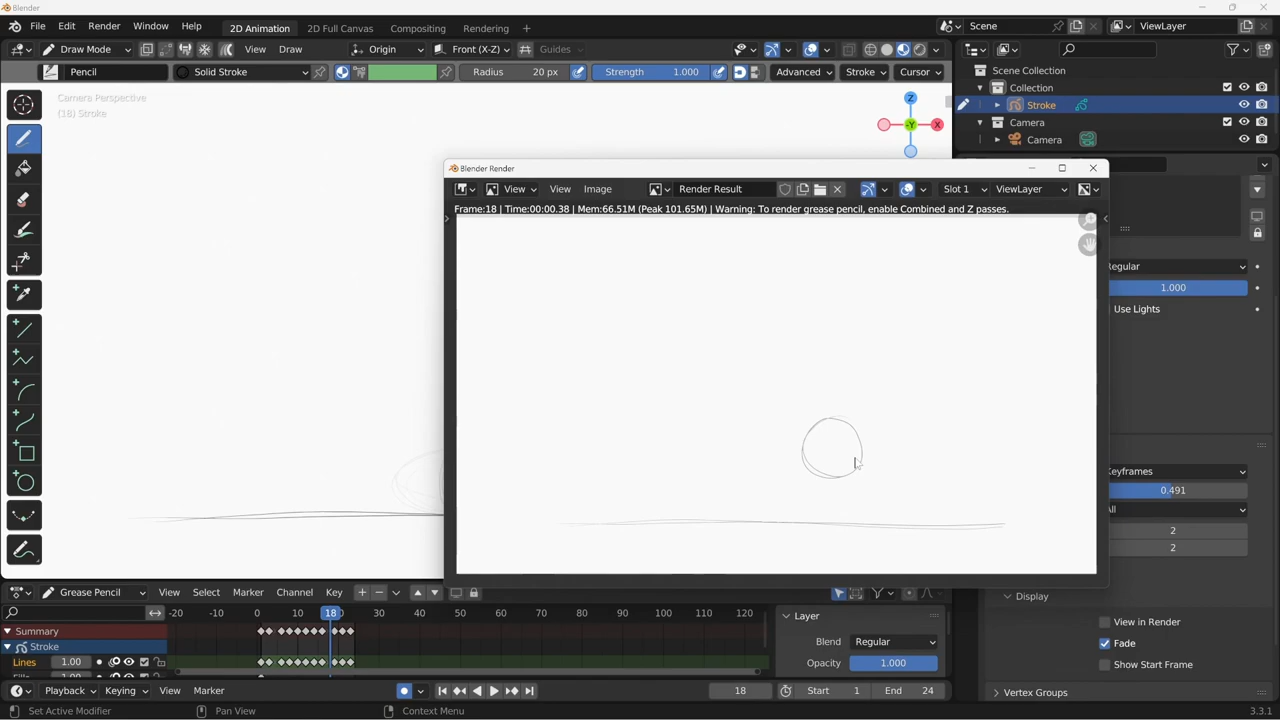 File Edit Render Window Help 2D Animation 2D Full Canvas Compositing Rendering + Scene ViewLayer
Draw Mode View Draw Origin Front (X-Z) Guides
Pencil Solid Stroke Radius 20 px Strength 1.000 Advanced Stroke Cursor
Scene Collection
Collection
Stroke
Camera
Camera
Camera Perspective
(18) Stroke
Z
-Y
X
Blender Render
View View Image Render Result Slot 1 ViewLayer
Frame:18 | Time:00:00.38 | Mem:66.51M (Peak 101.65M) | Warning: To render grease pencil, enable Combined and Z passes.
Regular
1.000
Use Lights
Keyframes
0.491
All
2
2
Display
View in Render
Fade
Show Start Frame
Vertex Groups
Grease Pencil View Select Marker Channel Key
-20 -10 0 10 18 30 40 50 60 70 80 90 100 110 120
Summary
Stroke
Lines 1.00
Layer
Blend Regular
Opacity 1.000
Playback Keying View Marker 18 Start 1 End 24
Set Active Modifier Pan View Context Menu 3.3.1